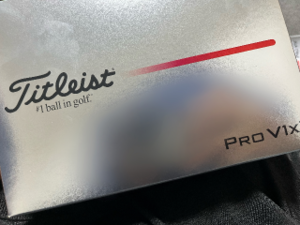 Titleist
#1 ball in golf.
PRO V1x